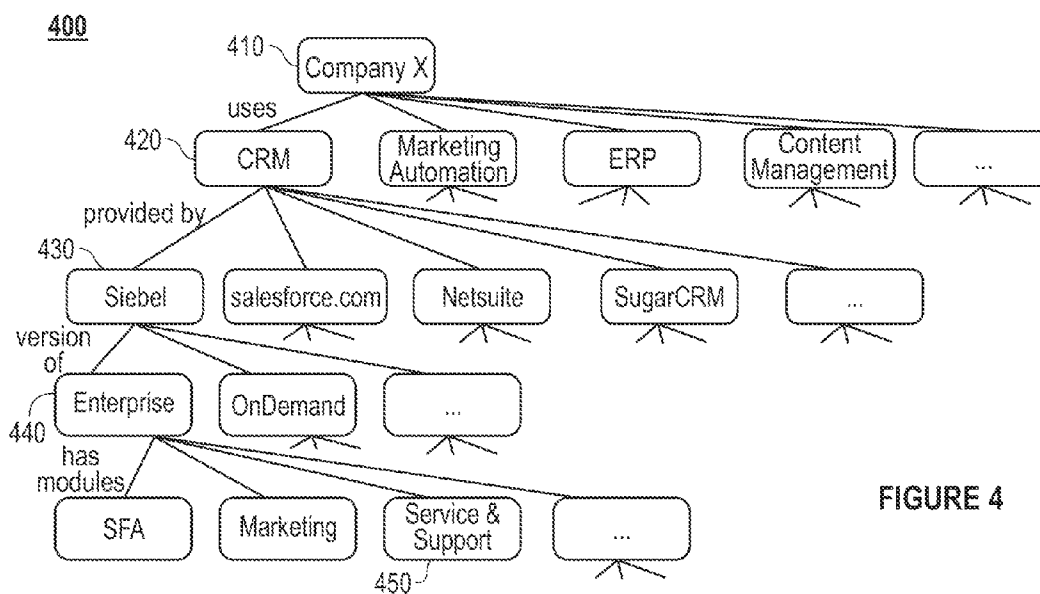 400
410
Company X
uses
420
CRM
Marketing
Automation
ERP
Content
Management
...
provided by
430
Siebel
salesforce.com
Netsuite
SugarCRM
...
version
of
440
Enterprise
OnDemand
...
has
modules
SFA
Marketing
Service &
Support
...
450
FIGURE 4